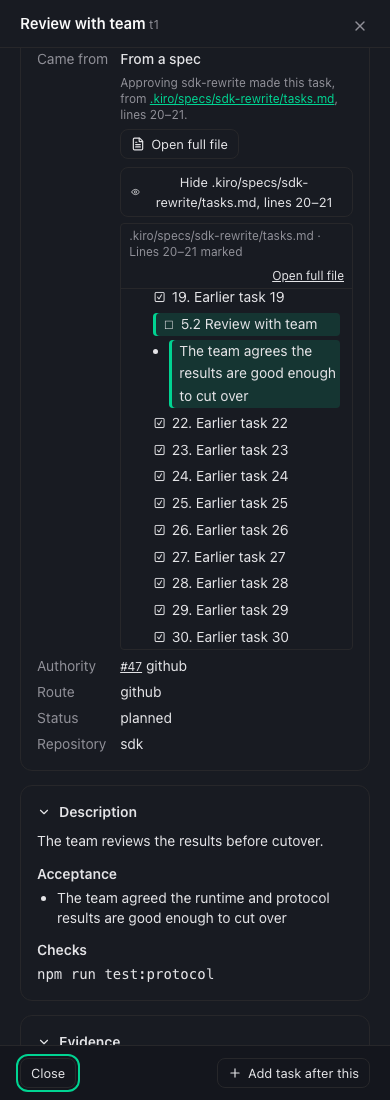 Review with team t1
Came from From a spec
Approving sdk-rewrite made this task,
from .kiro/specs/sdk-rewrite/tasks.md,
lines 20–21.
Open full file
Hide .kiro/specs/sdk-
rewrite/tasks.md, lines 20–21
.kiro/specs/sdk-rewrite/tasks.md ·
Lines 20–21 marked
Open full file
19. Earlier task 19
5.2 Review with team
The team agrees the
results are good enough
to cut over
22. Earlier task 22
23. Earlier task 23
24. Earlier task 24
25. Earlier task 25
26. Earlier task 26
27. Earlier task 27
28. Earlier task 28
29. Earlier task 29
30. Earlier task 30
Authority #47 github
Route github
Status planned
Repository sdk
Description
The team reviews the results before cutover.
Acceptance
The team agreed the runtime and protocol
results are good enough to cut over
Checks
npm run test:protocol
Evidence
Close
Add task after this